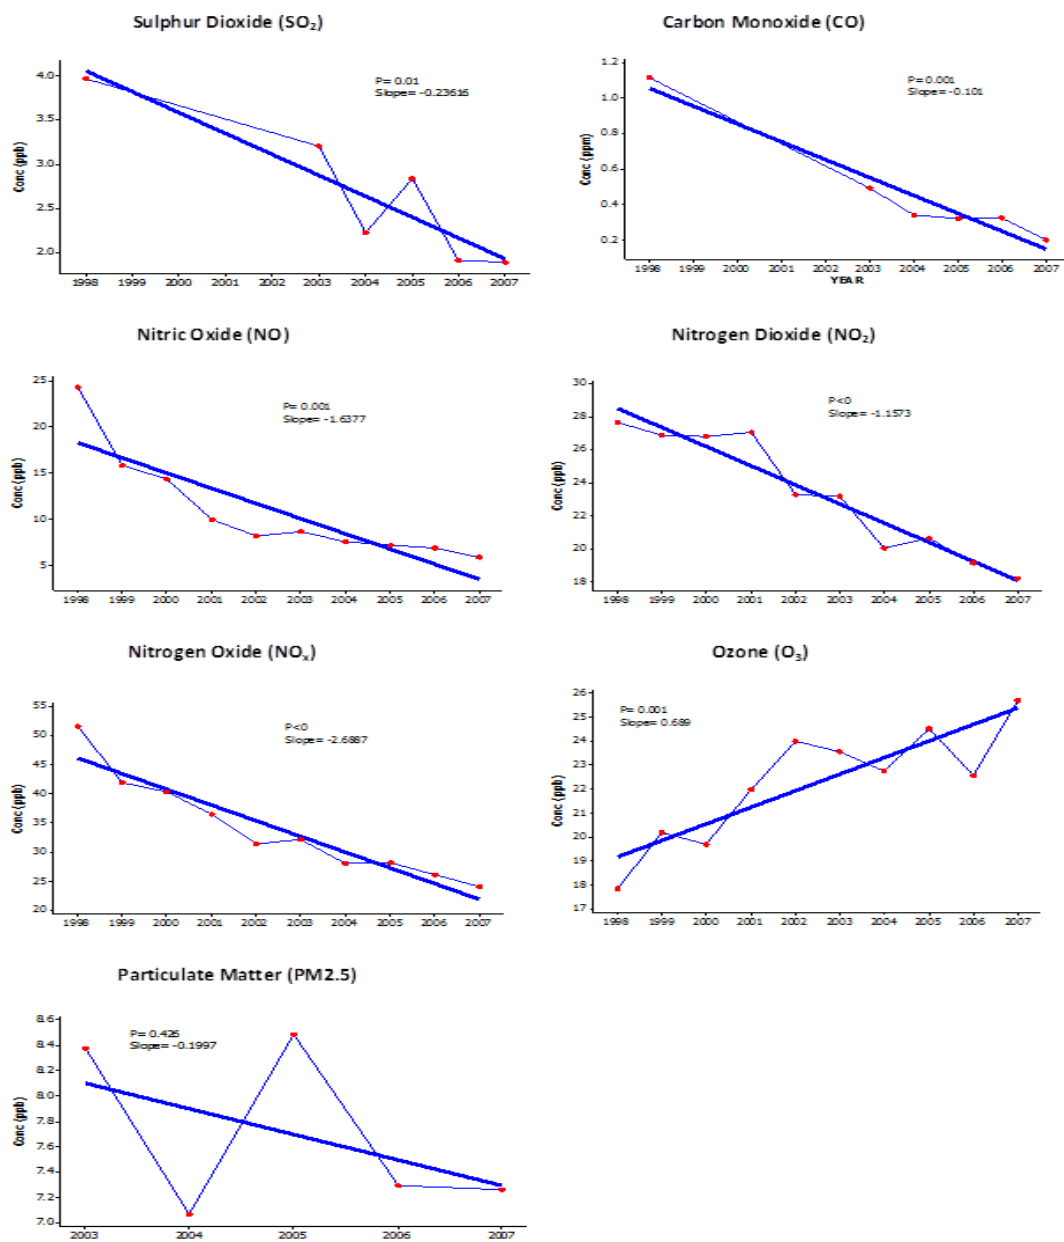 Sulphur Dioxide (SO₂)
Conc (ppb)
4.0
3.5
3.0
2.5
2.0
P= 0.01
Slope= -0.23616
1998 1999 2000 2001 2002 2003 2004 2005 2006 2007
Carbon Monoxide (CO)
Conc (ppm)
1.2
1.0
0.8
0.6
0.4
0.2
P= 0.001
Slope= -0.101
1998 1999 2000 2001 2002 2003 2004 2005 2006 2007
YEAR
Nitric Oxide (NO)
Conc (ppb)
25
20
15
10
5
P= 0.001
Slope= -1.6377
1998 1999 2000 2001 2002 2003 2004 2005 2006 2007
Nitrogen Dioxide (NO₂)
Conc (ppb)
30
28
26
24
22
20
18
P<0
Slope= -1.1573
1998 1999 2000 2001 2002 2003 2004 2005 2006 2007
Nitrogen Oxide (NOₓ)
Conc (ppb)
55
50
45
40
35
30
25
20
P<0
Slope= -2.6887
1998 1999 2000 2001 2002 2003 2004 2005 2006 2007
Ozone (O₃)
Conc (ppb)
26
25
24
23
22
21
20
19
18
17
P= 0.001
Slope= 0.689
1998 1999 2000 2001 2002 2003 2004 2005 2006 2007
Particulate Matter (PM2.5)
Conc (ppb)
8.6
8.4
8.2
8.0
7.8
7.6
7.4
7.2
7.0
P= 0.426
Slope= -0.1997
2003 2004 2005 2006 2007